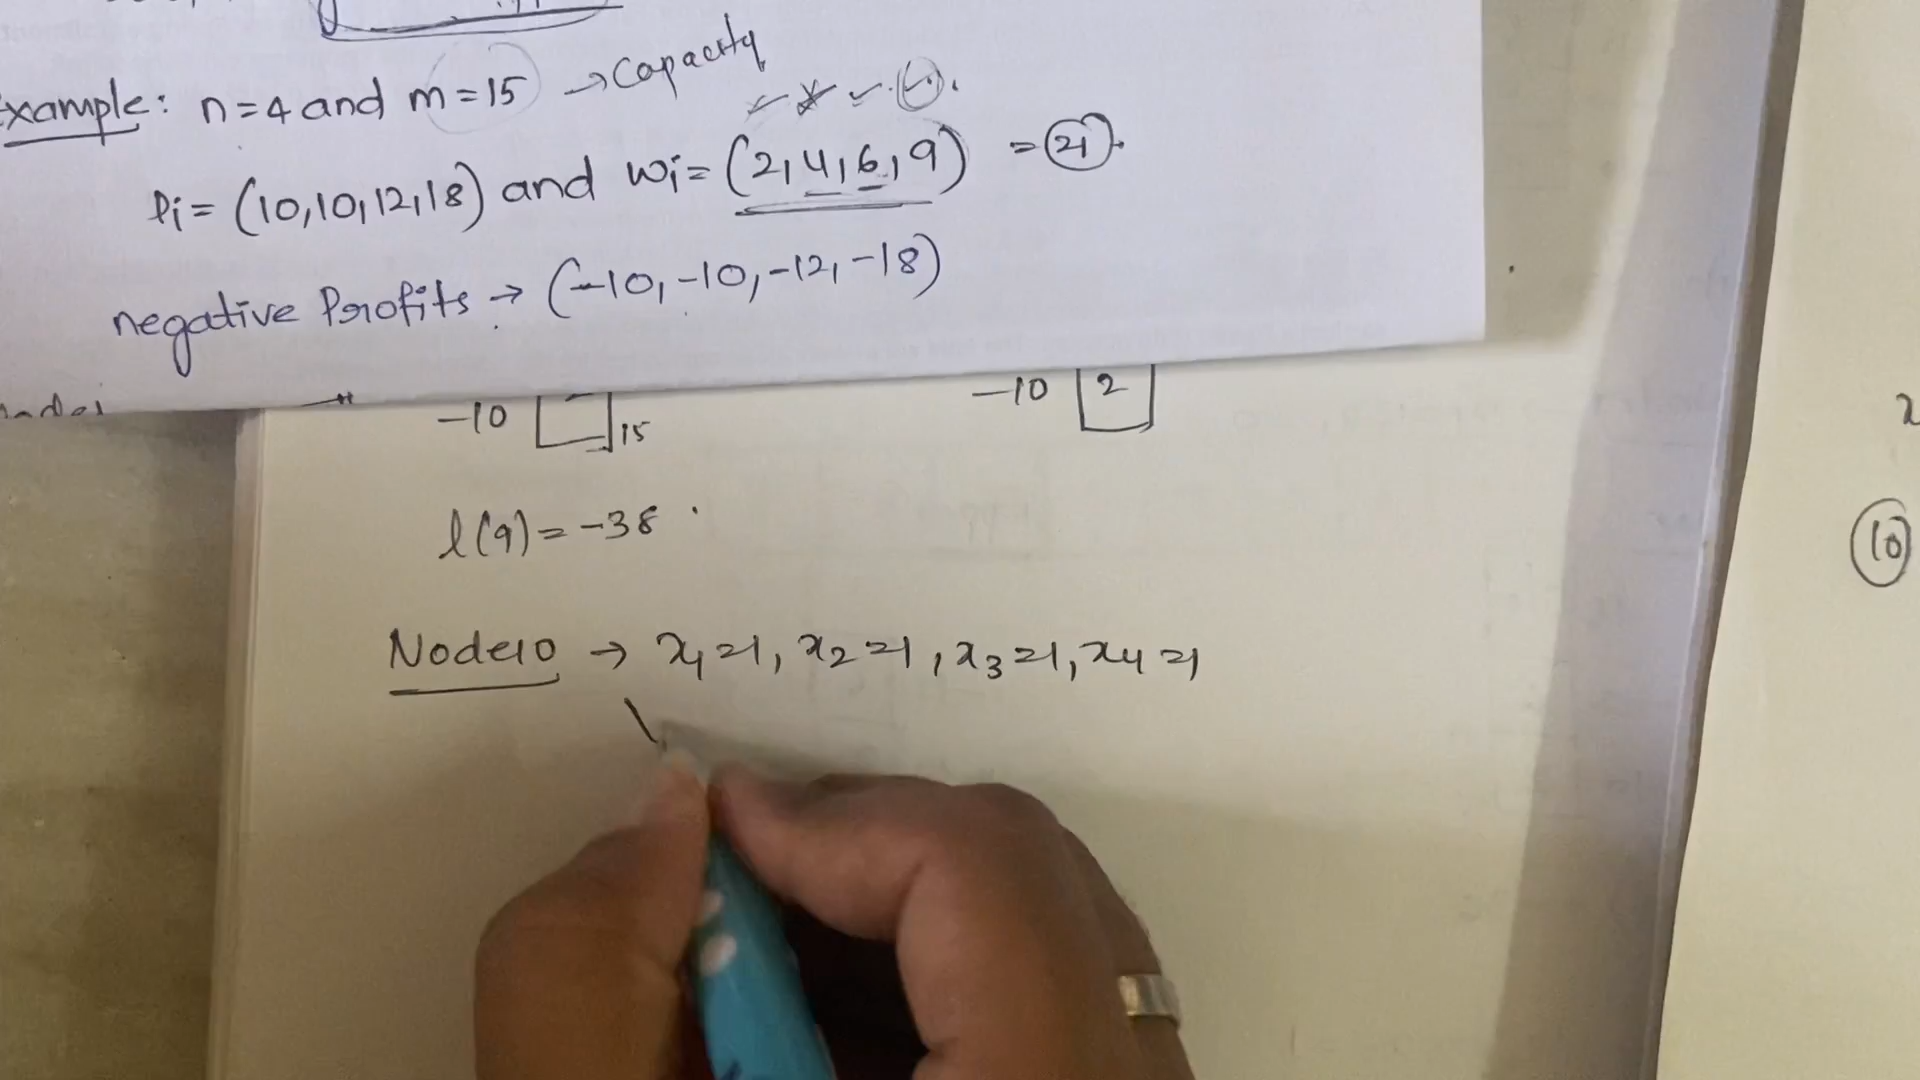 Example: n=4 and m=15 → Capacity
Pi= (10,10,12,18) and wi= (2,4,6,9) = 21.
negative Profits → (-10,-10,-12,-18)
-10 15
-10 2
l(9)=-38
10
Node10 → x1=1, x2=1, x3=1, x4=1